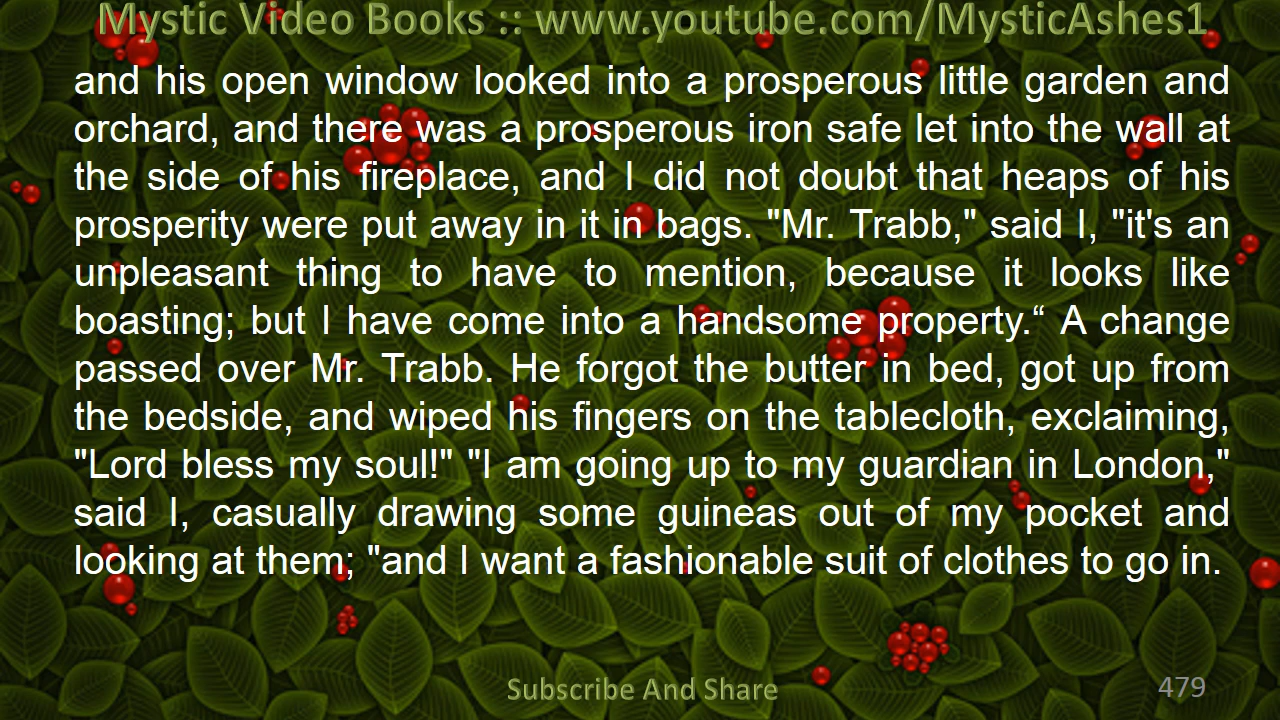 Mystic Video Books :: www.youtube.com/MysticAshes1
and his open window looked into a prosperous little garden and
orchard, and there was a prosperous iron safe let into the wall at
the side of his fireplace, and I did not doubt that heaps of his
prosperity were put away in it in bags. "Mr. Trabb," said I, "it's an
unpleasant thing to have to mention, because it looks like
boasting; but I have come into a handsome property.“ A change
passed over Mr. Trabb. He forgot the butter in bed, got up from
the bedside, and wiped his fingers on the tablecloth, exclaiming,
"Lord bless my soul!" "I am going up to my guardian in London,"
said I, casually drawing some guineas out of my pocket and
looking at them; "and I want a fashionable suit of clothes to go in.
Subscribe And Share
479